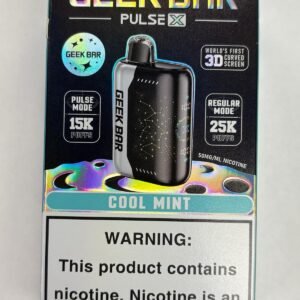 GEEK BAR
PULSE X
GEEK BAR
WORLD'S FIRST
3D CURVED
SCREEN
PULSE
MODE
15K
PUFFS
GEEK BAR
REGULAR
MODE
25K
PUFFS
50MG/ML NICOTINE
COOL MINT
WARNING:
This product contains
nicotine. Nicotine is an